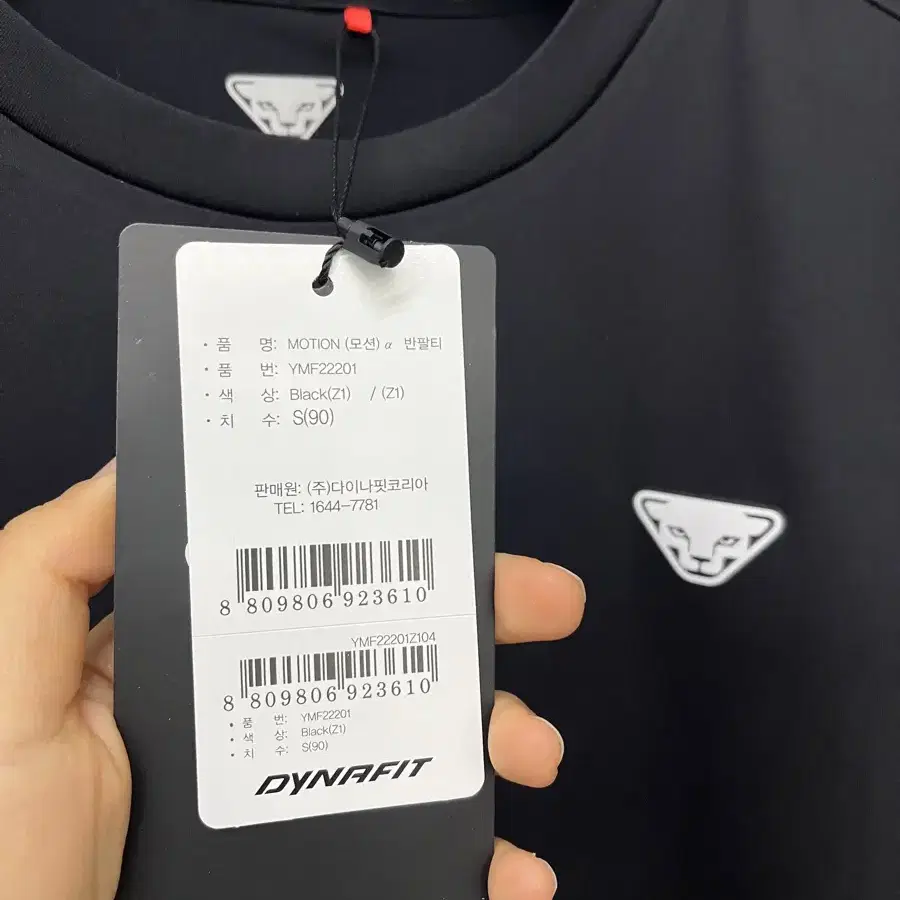 · 품 명: MOTION (모션) α 반팔티
· 품 번: YMF22201
· 색 상: Black(Z1) / (Z1)
· 치 수: S(90)
판매원: (주)다이나핏코리아
TEL: 1644-7781
8 809806 923610
YMF22201Z104
8 809806 923610
· 품 번: YMF22201
· 색 상: Black(Z1)
· 치 수: S(90)
DYNAFIT